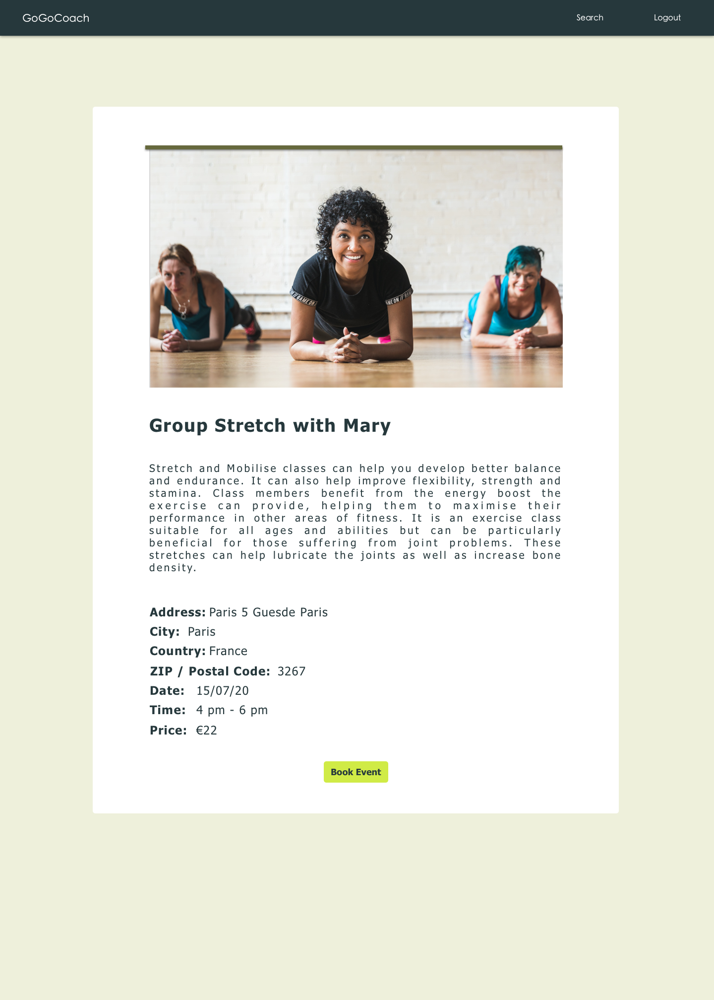 GoGoCoach Search Logout
// GAME ON
GAME ON //
Group Stretch with Mary
Stretch and Mobilise classes can help you develop better balance
and endurance. It can also help improve flexibility, strength and
stamina. Class members benefit from the energy boost the
exercise can provide, helping them to maximise their
performance in other areas of fitness. It is an exercise class
suitable for all ages and abilities but can be particularly
beneficial for those suffering from joint problems. These
stretches can help lubricate the joints as well as increase bone
density.
Address: Paris 5 Guesde Paris
City: Paris
Country: France
ZIP / Postal Code: 3267
Date: 15/07/20
Time: 4 pm - 6 pm
Price: €22
Book Event